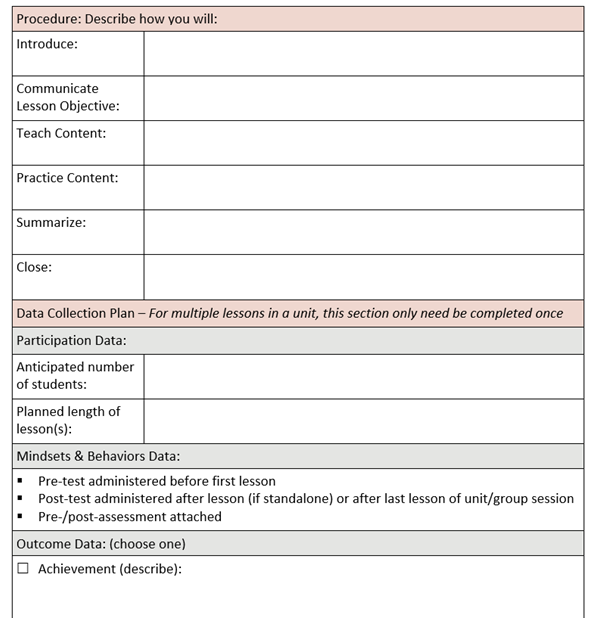 Procedure: Describe how you will:
Introduce:
Communicate
Lesson Objective:
Teach Content:
Practice Content:
Summarize:
Close:
Data Collection Plan – For multiple lessons in a unit, this section only need be completed once
Participation Data:
Anticipated number
of students:
Planned length of
lesson(s):
Mindsets & Behaviors Data:
▪ Pre-test administered before first lesson
▪ Post-test administered after lesson (if standalone) or after last lesson of unit/group session
▪ Pre-/post-assessment attached
Outcome Data: (choose one)
☐ Achievement (describe):